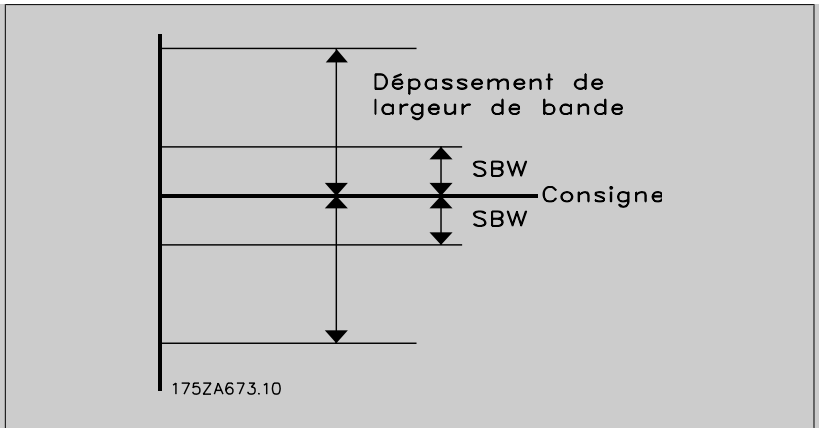 Dépassement de
largeur de bande
SBW
Consigne
SBW
175ZA673.10